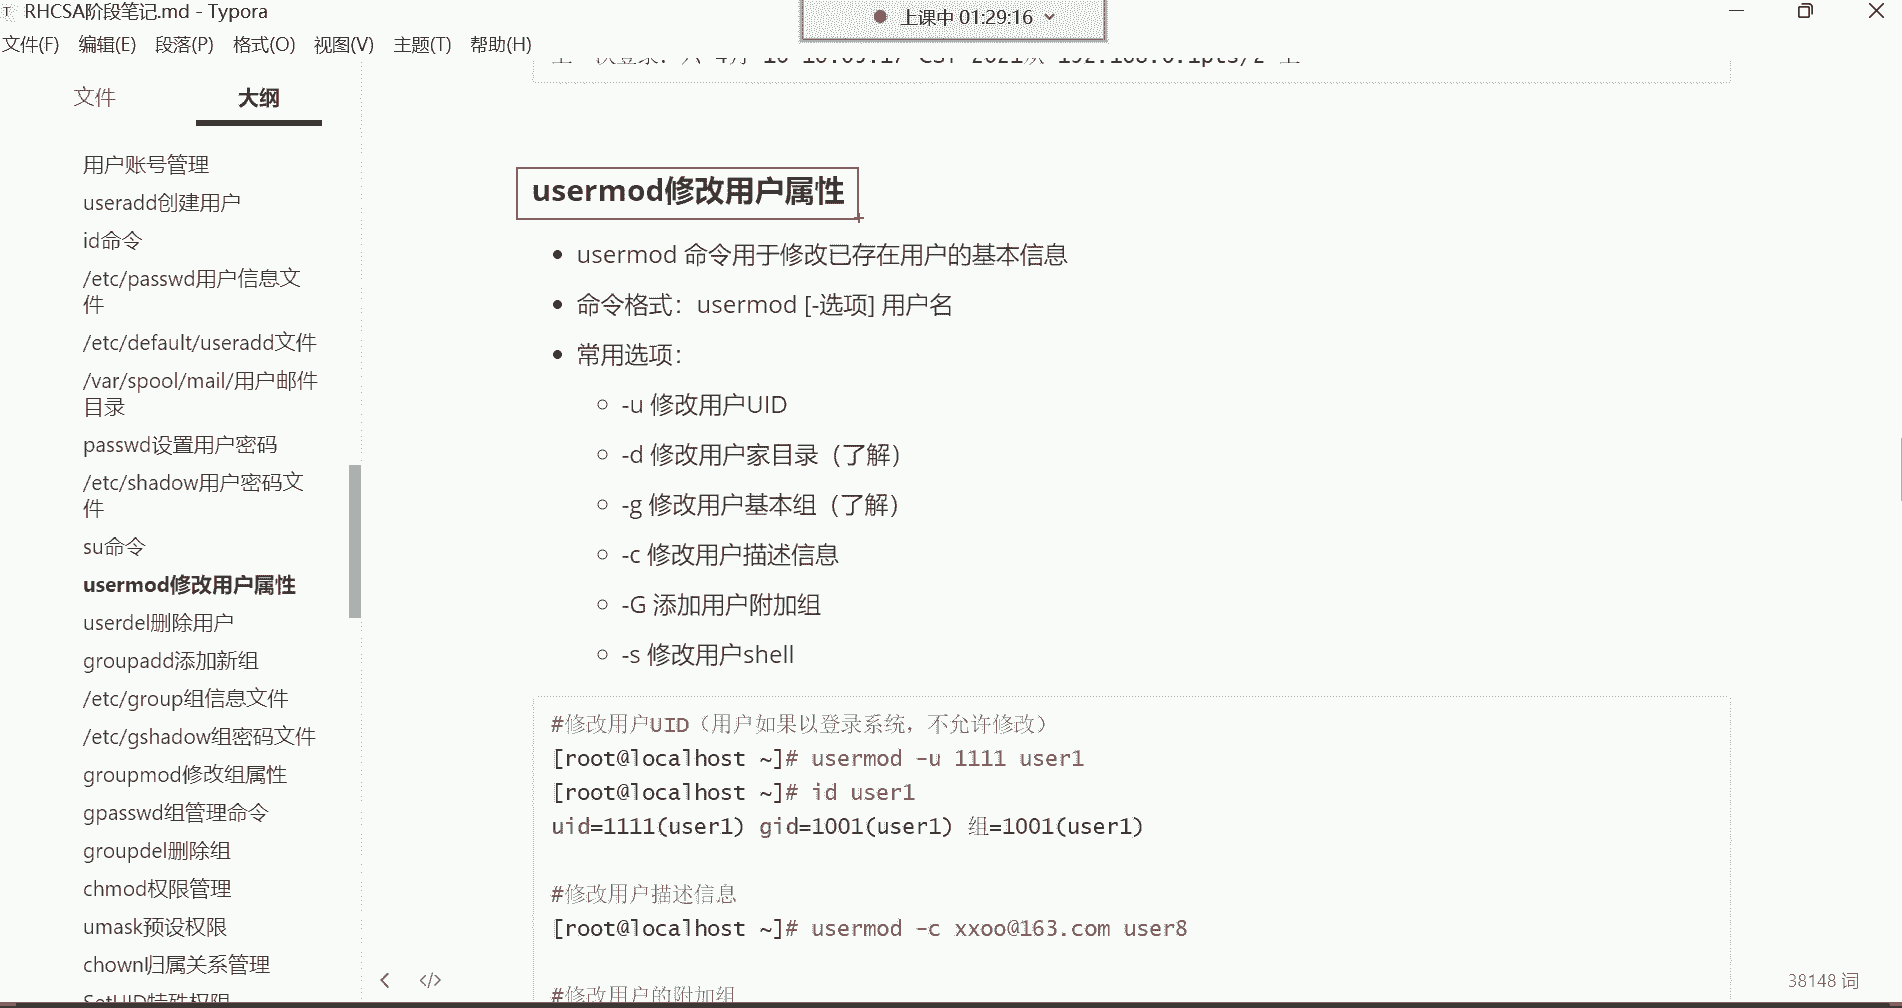 RHCSA阶段笔记.md - Typora
上课中 01:29:16
文件(F) 编辑(E) 段落(P) 格式(O) 视图(V) 主题(T) 帮助(H)
文件 大纲
用户账号管理
useradd创建用户
id命令
/etc/passwd用户信息文
件
/etc/default/useradd文件
/var/spool/mail/用户邮件
目录
passwd设置用户密码
/etc/shadow用户密码文
件
su命令
usermod修改用户属性
userdel删除用户
groupadd添加新组
/etc/group组信息文件
/etc/gshadow组密码文件
groupmod修改组属性
gpasswd组管理命令
groupdel删除组
chmod权限管理
umask预设权限
chownl归属关系管理
SetUID特殊权限
usermod修改用户属性
usermod 命令用于修改已存在用户的基本信息
命令格式：usermod [-选项] 用户名
常用选项：
-u 修改用户UID
-d 修改用户家目录（了解）
-g 修改用户基本组（了解）
-c 修改用户描述信息
-G 添加用户附加组
-s 修改用户shell
#修改用户UID（用户如果以登录系统，不允许修改）
[root@localhost ~]# usermod -u 1111 user1
[root@localhost ~]# id user1
uid=1111(user1) gid=1001(user1) 组=1001(user1)
#修改用户描述信息
[root@localhost ~]# usermod -c xxoo@163.com user8
#修改用户的附加组
38148 词